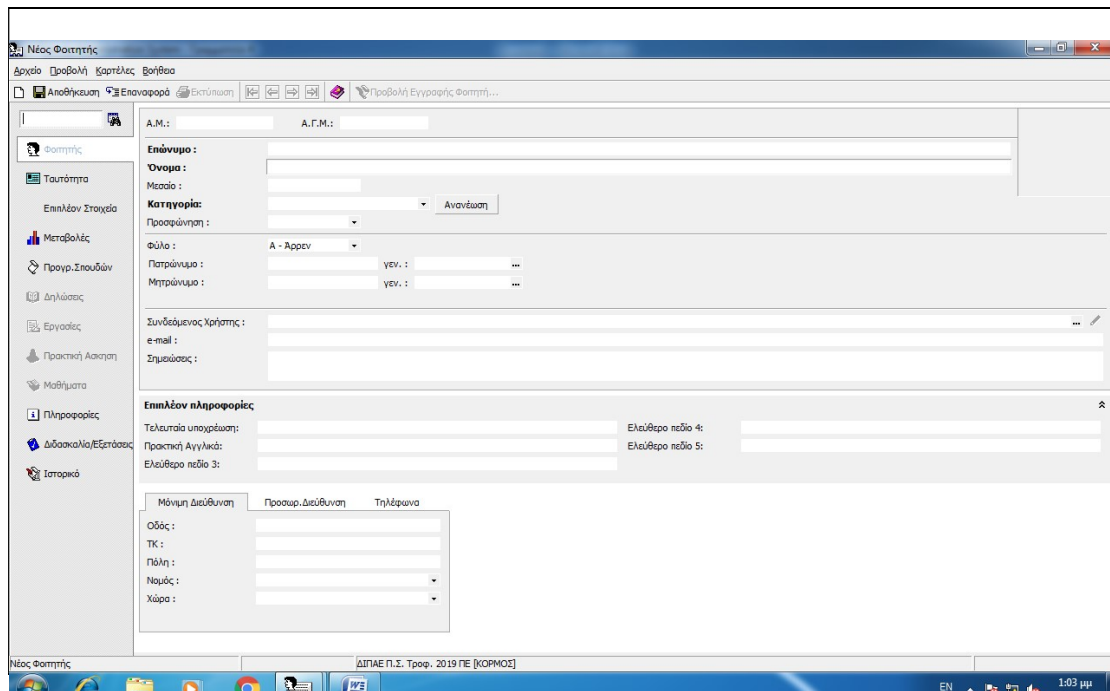 Νέος Φοιτητής
Αρχείο Προβολή Καρτέλες Βοήθεια
Αποθήκευση Επαναφορά Εκτύπωση Προβολή Εγγραφής Φοιτητή...
Α.Μ.: Α.Γ.Μ.:
Φοιτητής
Ταυτότητα
Επιπλέον Στοιχεία
Μεταβολές
Προγρ.Σπουδών
Δηλώσεις
Εργασίες
Πρακτική Ασκηση
Μαθήματα
Πληροφορίες
Διδασκαλία/Εξετάσεις
Ιστορικό
Επώνυμο :
Όνομα :
Μεσαίο :
Κατηγορία: Ανανέωση
Προσφώνηση :
Φύλο : Α - Άρρεν
Πατρώνυμο : γεν. : ...
Μητρώνυμο : γεν. : ...
Συνδεόμενος Χρήστης : ...
e-mail :
Σημειώσεις :
Επιπλέον πληροφορίες
Τελευταία υποχρέωση: Ελεύθερο πεδίο 4:
Πρακτική Αγγλικά: Ελεύθερο πεδίο 5:
Ελεύθερο πεδίο 3:
Μόνιμη Διεύθυνση Προσωρ.Διεύθυνση Τηλέφωνα
Οδός :
ΤΚ :
Πόλη :
Νομός :
Χώρα :
Νέος Φοιτητής ΔΙΠΑΕ Π.Σ. Τροφ. 2019 ΠΕ [ΚΟΡΜΟΣ]
EN 1:03 μμ